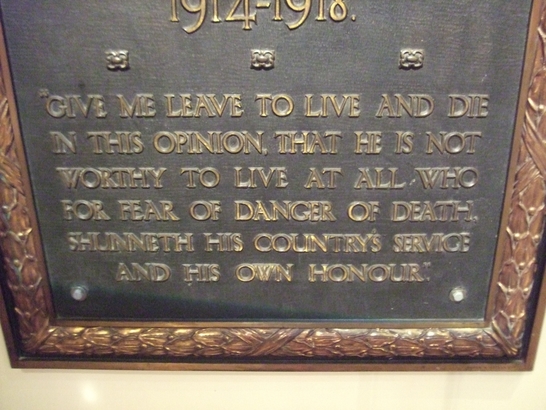 1914-1918.
"GIVE ME LEAVE TO LIVE AND DIE
IN THIS OPINION, THAT HE IS NOT
WORTHY TO LIVE AT ALL, WHO
FOR FEAR OF DANGER OF DEATH,
SHUNNETH HIS COUNTRY'S SERVICE
AND HIS OWN HONOUR."